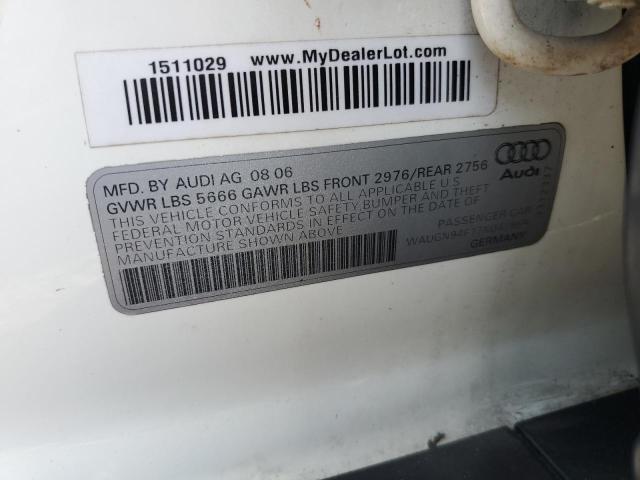 1511029 www.MyDealerLot.com
MFD. BY AUDI AG 08 06
GVWR LBS 5666 GAWR LBS FRONT 2976/REAR 2756
THIS VEHICLE CONFORMS TO ALL APPLICABLE U.S
FEDERAL MOTOR VEHICLE SAFETY,BUMPER AND THEFT
PREVENTION STANDARDS IN EFFECT ON THE DATE OF
MANUFACTURE SHOWN ABOVE
Audi
PASSENGER CAR
GERMANY